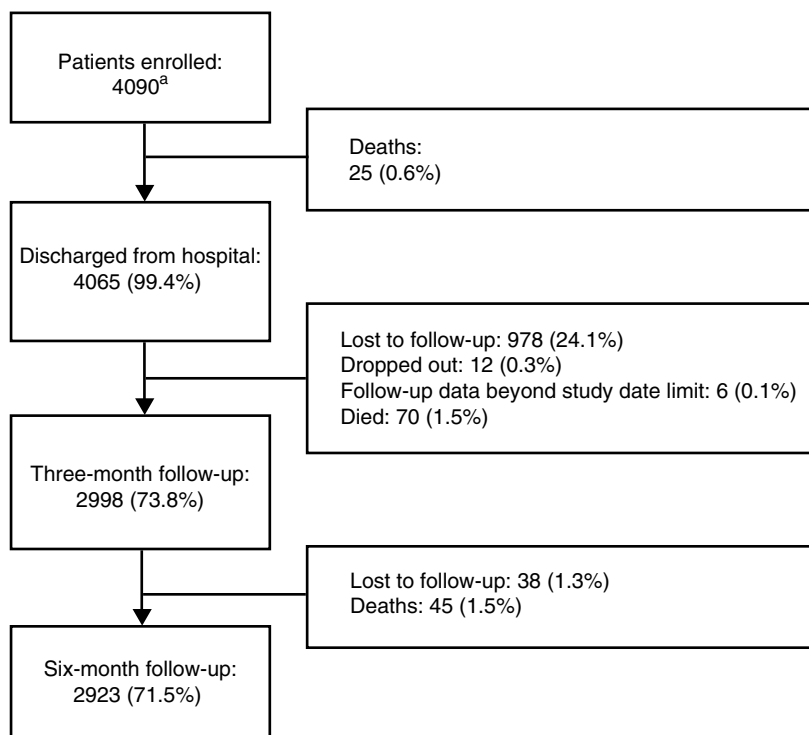 Patients enrolled:
4090a
Deaths:
25 (0.6%)
Discharged from hospital:
4065 (99.4%)
Lost to follow-up: 978 (24.1%)
Dropped out: 12 (0.3%)
Follow-up data beyond study date limit: 6 (0.1%)
Died: 70 (1.5%)
Three-month follow-up:
2998 (73.8%)
Lost to follow-up: 38 (1.3%)
Deaths: 45 (1.5%)
Six-month follow-up:
2923 (71.5%)